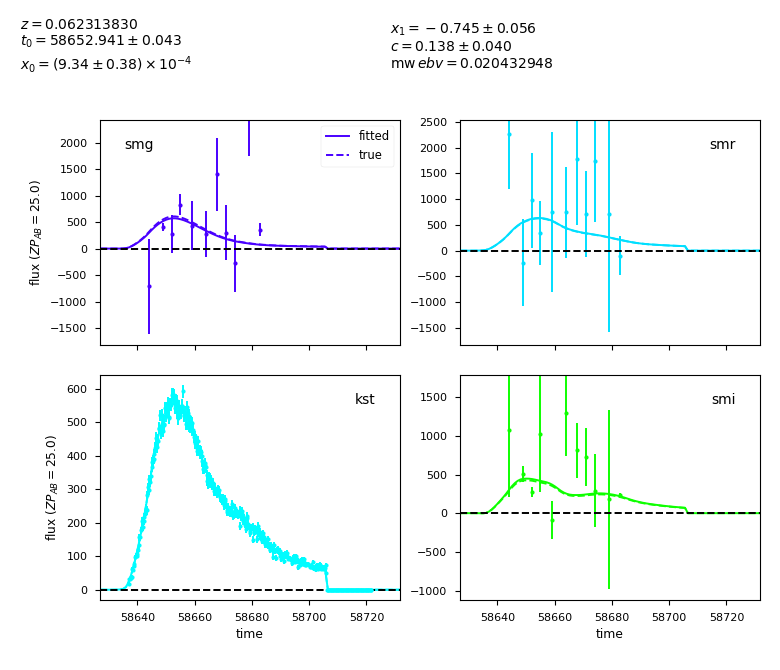 z = 0.062313830
t₀ = 58652.941 ± 0.043
x₀ = (9.34 ± 0.38) × 10⁻⁴
x₁ = −0.745 ± 0.056
c = 0.138 ± 0.040
mw ebv = 0.020432948
smg
fitted
true
2000
1500
1000
500
0
−500
−1000
−1500
flux (ZP_AB = 25.0)
smr
2500
2000
1500
1000
500
0
−500
−1000
−1500
kst
600
500
400
300
200
100
0
flux (ZP_AB = 25.0)
58640 58660 58680 58700 58720
time
smi
1500
1000
500
0
−500
−1000
58640 58660 58680 58700 58720
time